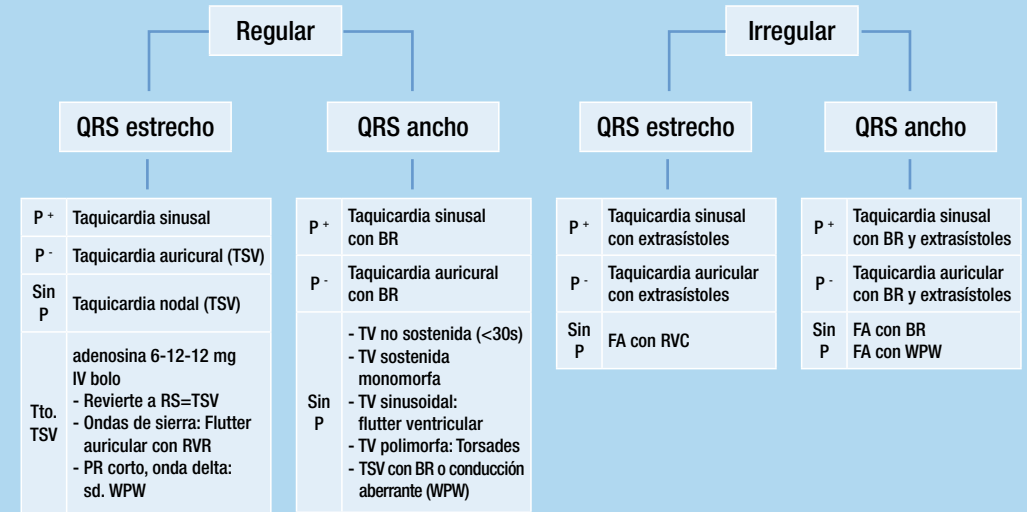 Regular
QRS estrecho
P + Taquicardia sinusal
P - Taquicardia auricural (TSV)
Sin
P
Taquicardia nodal (TSV)
Tto.
TSV
adenosina 6-12-12 mg
IV bolo
- Revierte a RS=TSV
- Ondas de sierra: Flutter
auricular con RVR
- PR corto, onda delta:
sd. WPW
QRS ancho
P + Taquicardia sinusal
con BR
P - Taquicardia auricural
con BR
Sin
P
- TV no sostenida (<30s)
- TV sostenida
monomorfa
- TV sinusoidal:
flutter ventricular
- TV polimorfa: Torsades
- TSV con BR o conducción
aberrante (WPW)
Irregular
QRS estrecho
P + Taquicardia sinusal
con extrasístoles
P - Taquicardia auricular
con extrasístoles
Sin
P
FA con RVC
QRS ancho
P + Taquicardia sinusal
con BR y extrasístoles
P - Taquicardia auricular
con BR y extrasístoles
Sin
P
FA con BR
FA con WPW